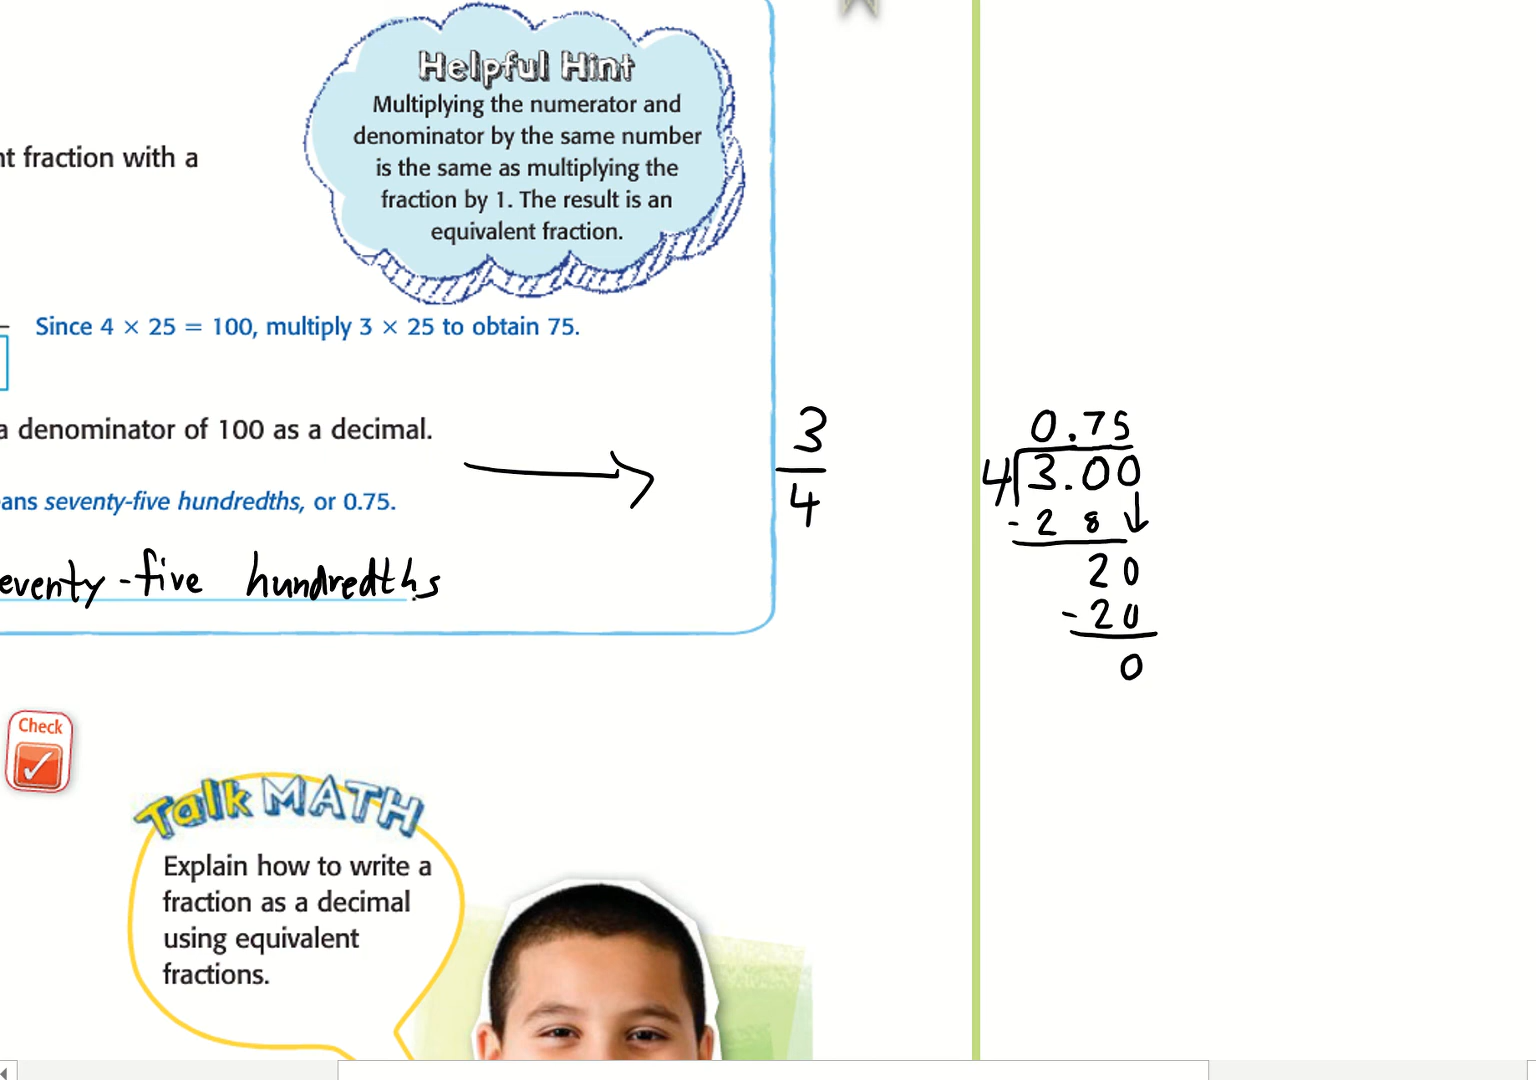 Helpful Hint
Multiplying the numerator and
denominator by the same number
is the same as multiplying the
fraction by 1. The result is an
equivalent fraction.
fraction with a
Since 4 × 25 = 100, multiply 3 × 25 to obtain 75.
a denominator of 100 as a decimal.
seventy-five hundredths, or 0.75.
eventy-five hundredths
3
4
0.75
4 3.00
- 2 8
20
- 20
0
Check
Talk MATH
Explain how to write a
fraction as a decimal
using equivalent
fractions.